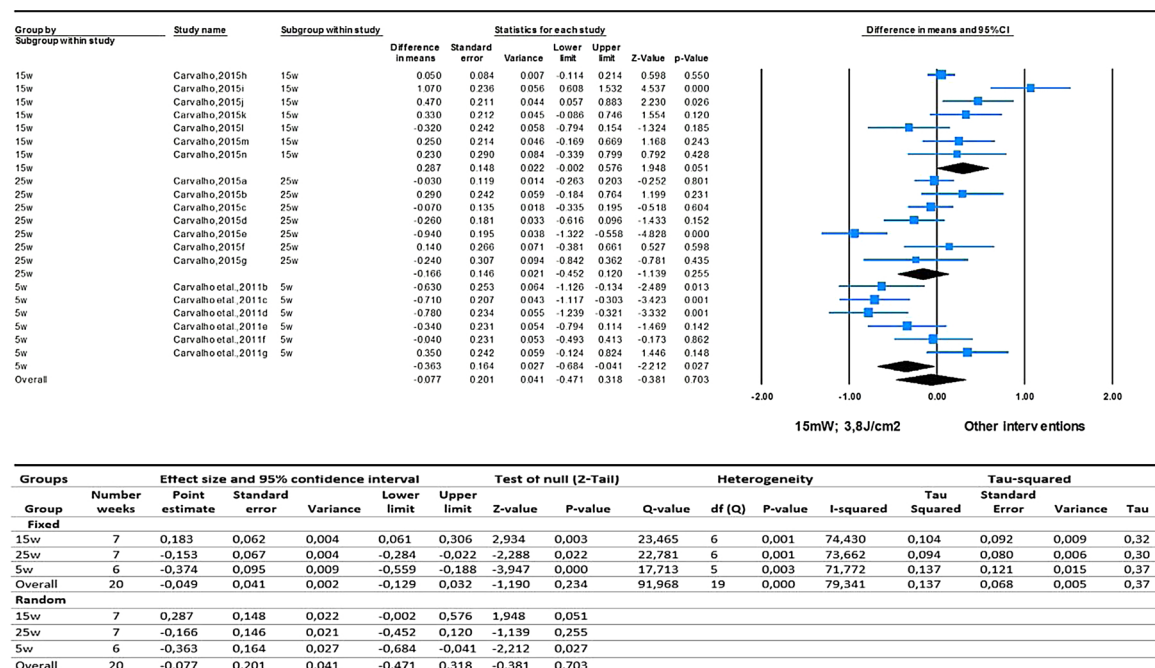 Group by Study name Subgroup within study Statistics for each study Difference in means and 95%CI
Subgroup within study
Difference in means Standard error Variance Lower limit Upper limit Z-Value p-Value
15w Carvalho,2015h 15w 0.050 0.084 0.007 -0.114 0.214 0.598 0.550
15w Carvalho,2015i 15w 1.070 0.236 0.056 0.608 1.532 4.537 0.000
15w Carvalho,2015j 15w 0.470 0.211 0.044 0.057 0.883 2.230 0.026
15w Carvalho,2015k 15w 0.330 0.212 0.045 -0.086 0.746 1.554 0.120
15w Carvalho,2015l 15w -0.320 0.242 0.058 -0.794 0.154 -1.324 0.185
15w Carvalho,2015m 15w 0.250 0.214 0.046 -0.169 0.669 1.168 0.243
15w Carvalho,2015n 15w 0.230 0.290 0.084 -0.339 0.799 0.792 0.428
15w 0.287 0.148 0.022 -0.002 0.576 1.948 0.051
25w Carvalho,2015a 25w -0.030 0.119 0.014 -0.263 0.203 -0.252 0.801
25w Carvalho,2015b 25w 0.290 0.242 0.059 -0.184 0.764 1.199 0.231
25w Carvalho,2015c 25w -0.070 0.135 0.018 -0.335 0.195 -0.518 0.604
25w Carvalho,2015d 25w -0.260 0.181 0.033 -0.616 0.096 -1.433 0.152
25w Carvalho,2015e 25w -0.940 0.195 0.038 -1.322 -0.558 -4.828 0.000
25w Carvalho,2015f 25w 0.140 0.266 0.071 -0.381 0.661 0.527 0.598
25w Carvalho,2015g 25w -0.240 0.307 0.094 -0.842 0.362 -0.781 0.435
25w -0.166 0.146 0.021 -0.452 0.120 -1.139 0.255
5w Carvalho et al.,2011b 5w -0.630 0.253 0.064 -1.126 -0.134 -2.489 0.013
5w Carvalho et al.,2011c 5w -0.710 0.207 0.043 -1.117 -0.303 -3.423 0.001
5w Carvalho et al.,2011d 5w -0.780 0.234 0.055 -1.239 -0.321 -3.332 0.001
5w Carvalho et al.,2011e 5w -0.340 0.231 0.054 -0.794 0.114 -1.469 0.142
5w Carvalho et al.,2011f 5w -0.040 0.231 0.053 -0.493 0.413 -0.173 0.862
5w Carvalho et al.,2011g 5w 0.350 0.242 0.059 -0.124 0.824 1.446 0.148
5w -0.363 0.164 0.027 -0.684 -0.041 -2.212 0.027
Overall -0.077 0.201 0.041 -0.471 0.318 -0.381 0.703
-2.00 -1.00 0.00 1.00 2.00
15mW; 3,8J/cm2 Other interventions
Groups Effect size and 95% confidence interval Test of null (2-Tail) Heterogeneity Tau-squared
Group Number weeks Point estimate Standard error Variance Lower limit Upper limit Z-value P-value Q-value df (Q) P-value I-squared Tau Squared Standard Error Variance Tau
Fixed
15w 7 0,183 0,062 0,004 0,061 0,306 2,934 0,003 23,465 6 0,001 74,430 0,104 0,092 0,009 0,32
25w 7 -0,153 0,067 0,004 -0,284 -0,022 -2,288 0,022 22,781 6 0,001 73,662 0,094 0,080 0,006 0,30
5w 6 -0,374 0,095 0,009 -0,559 -0,188 -3,947 0,000 17,713 5 0,003 71,772 0,137 0,121 0,015 0,37
Overall 20 -0,049 0,041 0,002 -0,129 0,032 -1,190 0,234 91,968 19 0,000 79,341 0,137 0,068 0,005 0,37
Random
15w 7 0,287 0,148 0,022 -0,002 0,576 1,948 0,051
25w 7 -0,166 0,146 0,021 -0,452 0,120 -1,139 0,255
5w 6 -0,363 0,164 0,027 -0,684 -0,041 -2,212 0,027
Overall 20 -0,077 0,201 0,041 -0,471 0,318 -0,381 0,703